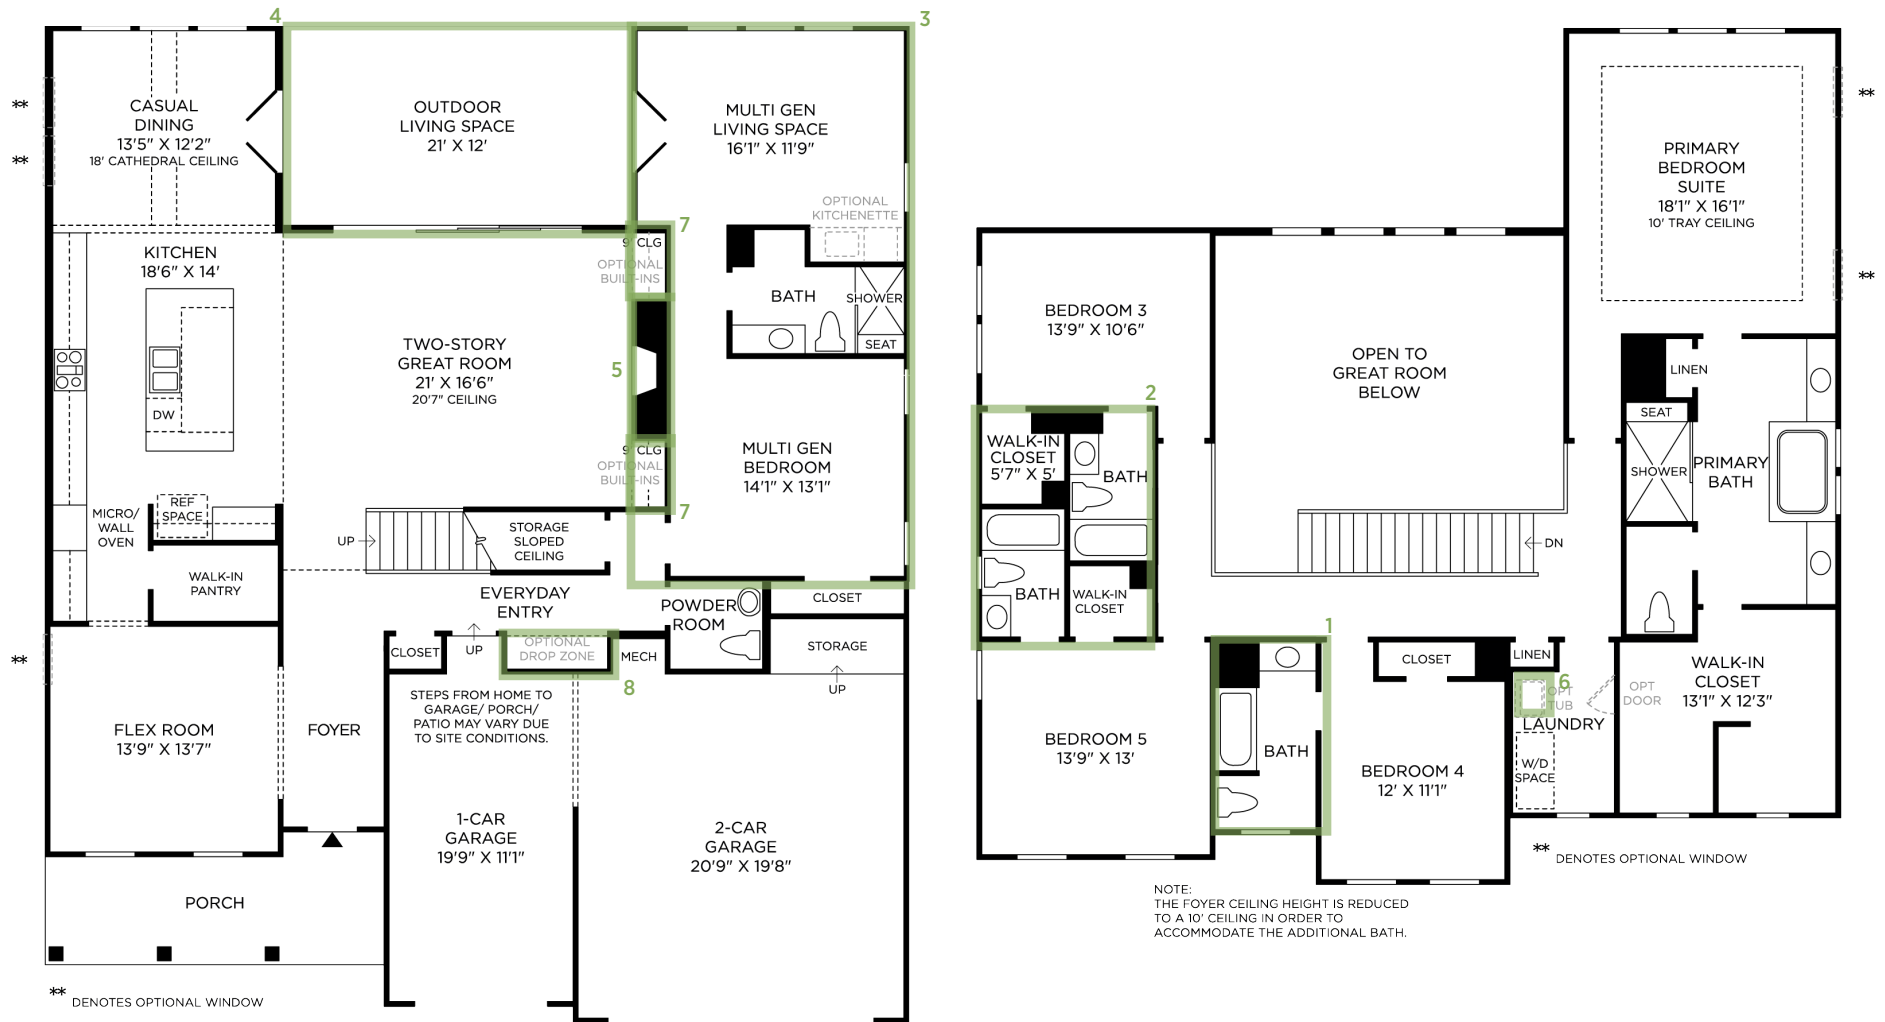 4
3
**
**
CASUAL
DINING
13'5" X 12'2"
18' CATHEDRAL CEILING
OUTDOOR
LIVING SPACE
21' X 12'
MULTI GEN
LIVING SPACE
16'1" X 11'9"
OPTIONAL
KITCHENETTE
7
9' CLG
OPTIONAL
BUILT-INS
KITCHEN
18'6" X 14'
DW
TWO-STORY
GREAT ROOM
21' X 16'6"
20'7" CEILING
5
BATH
SHOWER
SEAT
9' CLG
OPTIONAL
BUILT-INS
7
MULTI GEN
BEDROOM
14'1" X 13'1"
MICRO/
WALL
OVEN
REF
SPACE
UP
STORAGE
SLOPED
CEILING
WALK-IN
PANTRY
EVERYDAY
ENTRY
POWDER
ROOM
CLOSET
STORAGE
UP
CLOSET
UP
OPTIONAL
DROP ZONE
MECH
8
**
FLEX ROOM
13'9" X 13'7"
FOYER
STEPS FROM HOME TO
GARAGE/ PORCH/
PATIO MAY VARY DUE
TO SITE CONDITIONS.
1-CAR
GARAGE
19'9" X 11'1"
2-CAR
GARAGE
20'9" X 19'8"
PORCH
** DENOTES OPTIONAL WINDOW
**
**
PRIMARY
BEDROOM
SUITE
18'1" X 16'1"
10' TRAY CEILING
BEDROOM 3
13'9" X 10'6"
OPEN TO
GREAT ROOM
BELOW
LINEN
SEAT
SHOWER
PRIMARY
BATH
2
WALK-IN
CLOSET
5'7" X 5'
BATH
BATH
WALK-IN
CLOSET
DN
1
CLOSET
LINEN
6
OPT
TUB
LAUNDRY
OPT
DOOR
W/D
SPACE
WALK-IN
CLOSET
13'1" X 12'3"
BEDROOM 5
13'9" X 13'
BATH
BEDROOM 4
12' X 11'1"
** DENOTES OPTIONAL WINDOW
NOTE:
THE FOYER CEILING HEIGHT IS REDUCED
TO A 10' CEILING IN ORDER TO
ACCOMMODATE THE ADDITIONAL BATH.